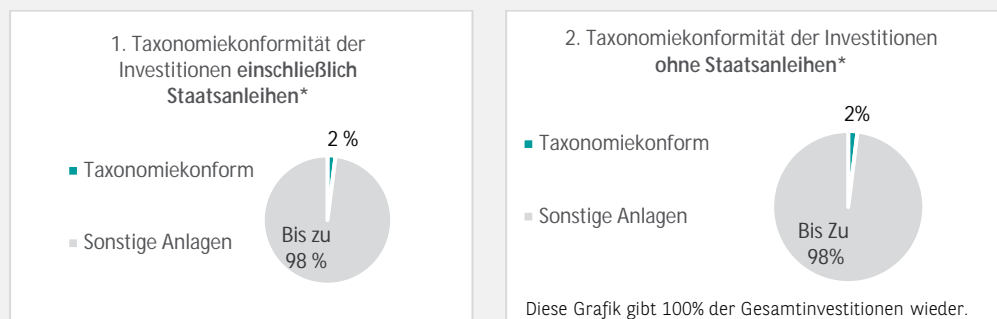 1. Taxonomiekonformität der
Investitionen einschließlich
Staatsanleihen*
2 %
Taxonomiekonform
Sonstige Anlagen
Bis zu
98 %
2. Taxonomiekonformität der Investitionen
ohne Staatsanleihen*
2%
Taxonomiekonform
Sonstige Anlagen
Bis Zu
98%
Diese Grafik gibt 100% der Gesamtinvestitionen wieder.